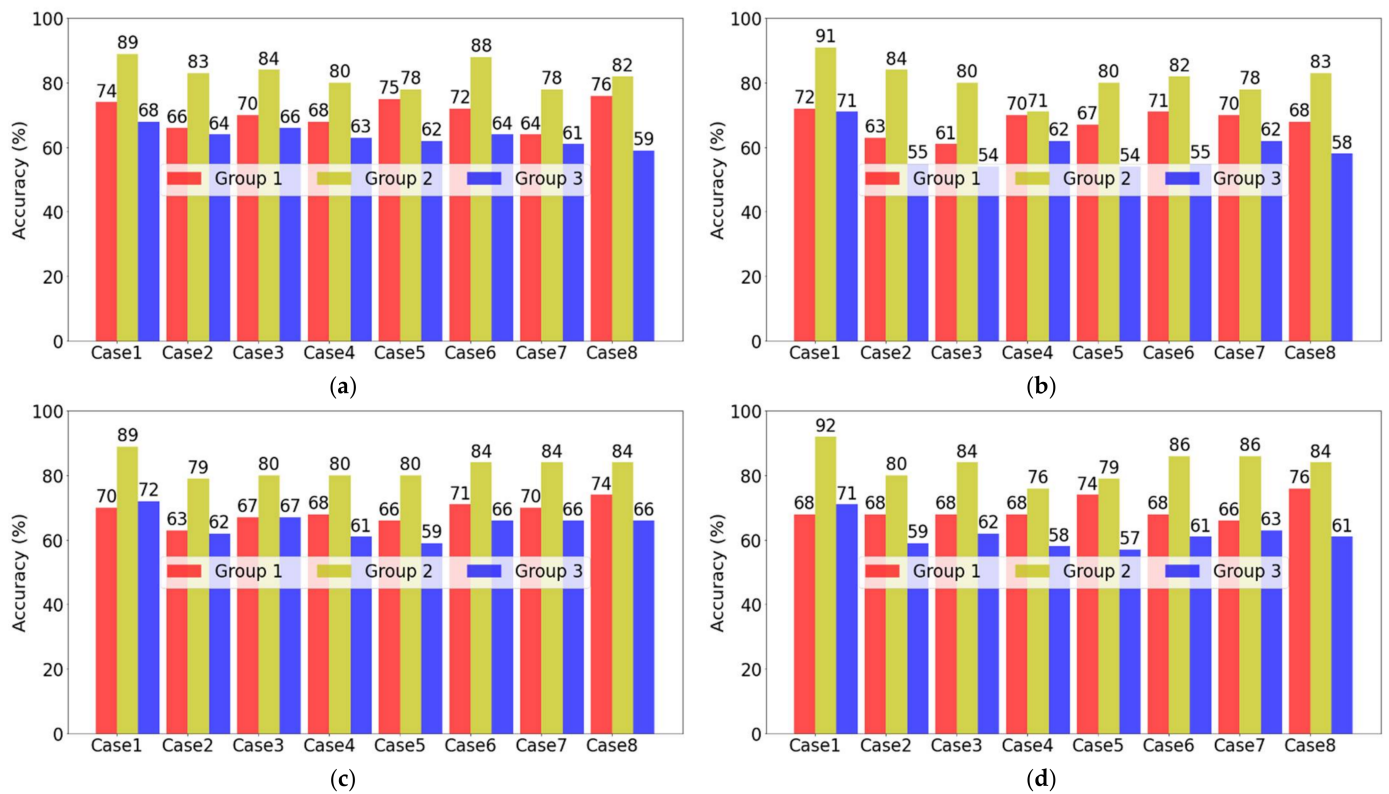 100
80
60
40
20
0
Accuracy (%)
74 89 68 66 83 64 70 84 66 68 80 63 75 78 62 72 88 64 64 78 61 76 82 59
Group 1 Group 2 Group 3
Case1 Case2 Case3 Case4 Case5 Case6 Case7 Case8
(a)
100
80
60
40
20
0
Accuracy (%)
72 91 71 63 84 55 61 80 54 70 71 62 67 80 54 71 82 55 70 78 62 68 83 58
Group 1 Group 2 Group 3
Case1 Case2 Case3 Case4 Case5 Case6 Case7 Case8
(b)
100
80
60
40
20
0
Accuracy (%)
70 89 72 63 79 62 67 80 67 68 80 61 66 80 59 71 84 66 70 84 66 74 84 66
Group 1 Group 2 Group 3
Case1 Case2 Case3 Case4 Case5 Case6 Case7 Case8
(c)
100
80
60
40
20
0
Accuracy (%)
68 92 71 68 80 59 68 84 62 68 76 58 74 79 57 68 86 61 66 86 63 76 84 61
Group 1 Group 2 Group 3
Case1 Case2 Case3 Case4 Case5 Case6 Case7 Case8
(d)